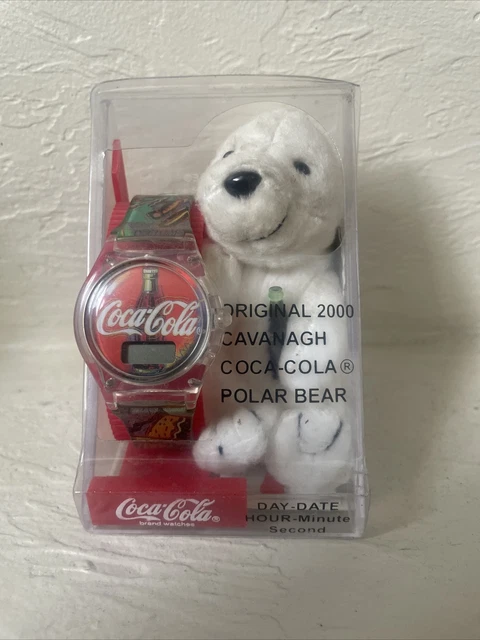 Coca-Cola
ORIGINAL 2000
CAVANAGH
COCA-COLA®
POLAR BEAR
Coca-Cola®
brand watches
DAY-DATE
HOUR-Minute
Second